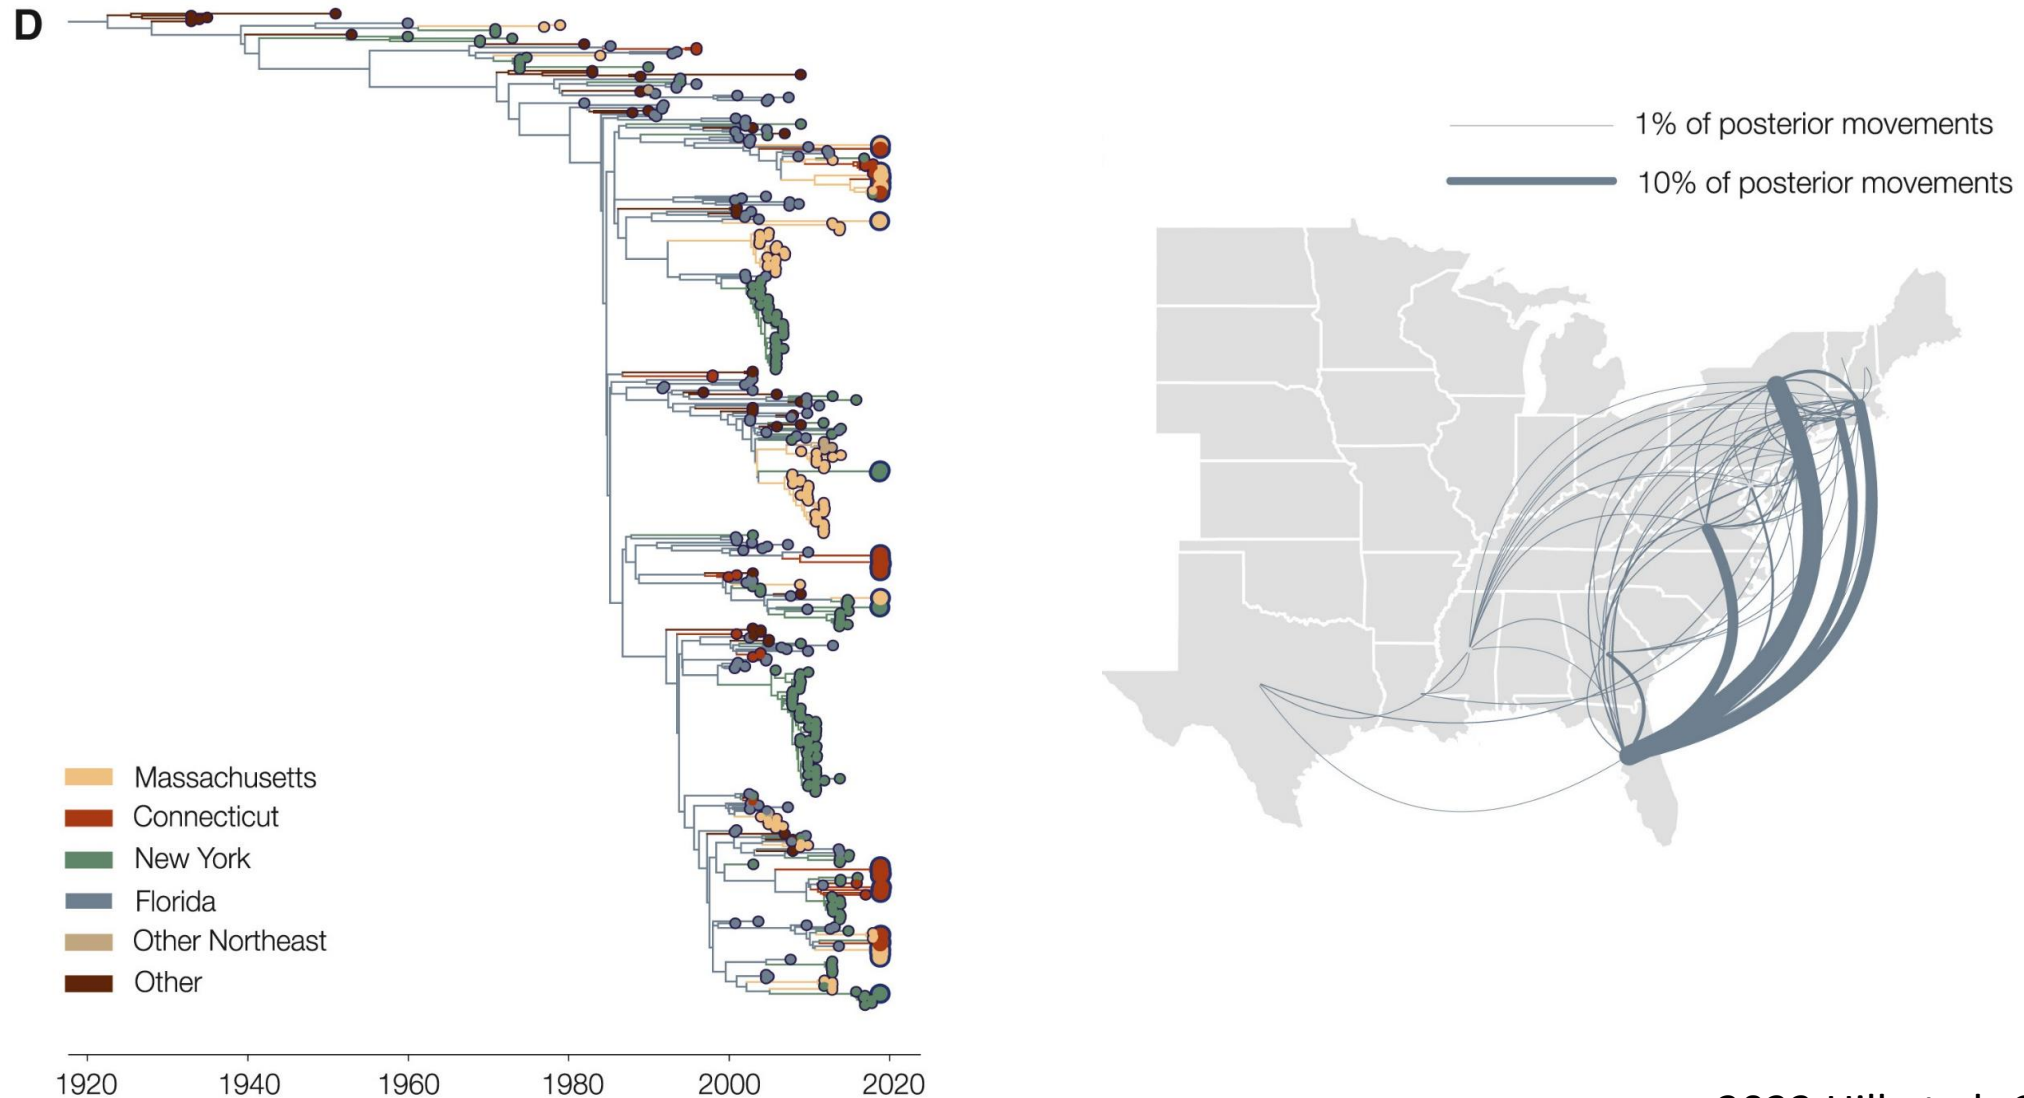 D
1% of posterior movements
10% of posterior movements
Massachusetts
Connecticut
New York
Florida
Other Northeast
Other
1920 1940 1960 1980 2000 2020